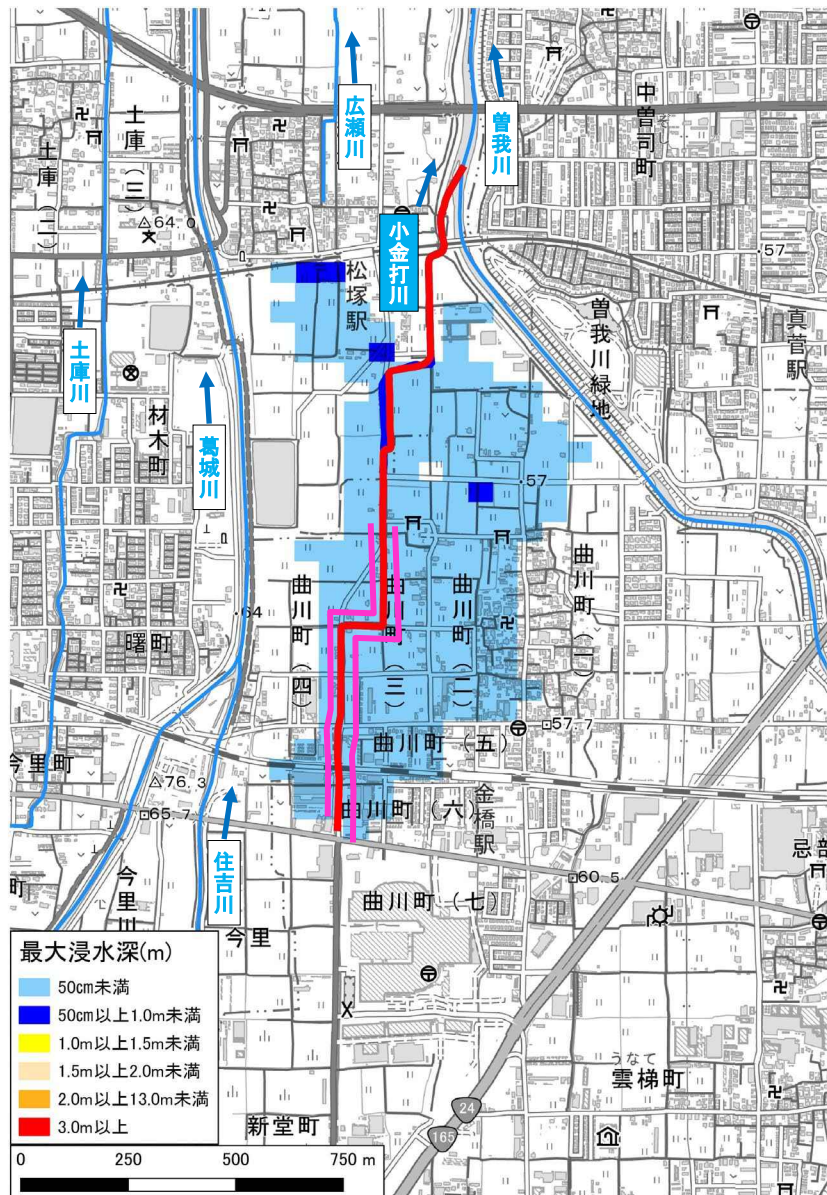 広瀬川
曽我川
中曽司町
土庫（三）
土庫（二）
64.0
小金打川
57
松塚駅
曽我川緑地
真菅駅
土庫川
材木町
葛城川
57
64
曙町
曲川町（四）
曲川町（三）
曲川町（二）
曲川町（一）
57.7
曲川町（五）
今里町
76.3
65.7
曲川町（六）
金橋駅
住吉川
忌部
60.5
町
今里川
今里
曲川町（七）
最大浸水深(m)
50cm未満
50cm以上1.0m未満
1.0m以上1.5m未満
1.5m以上2.0m未満
2.0m以上13.0m未満
3.0m以上
うなて
雲梯町
24
165
新堂町
0 250 500 750 m